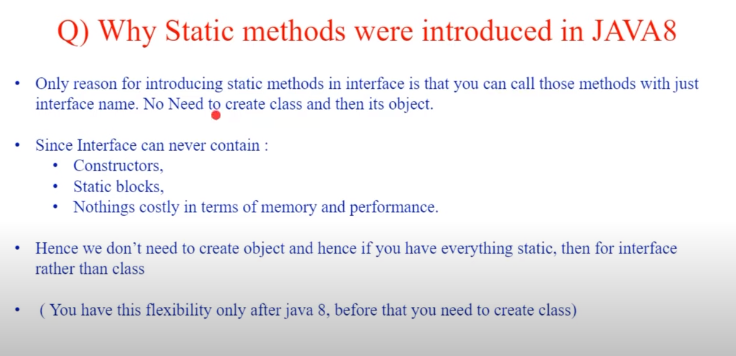 Q) Why Static methods were introduced in JAVA8
• Only reason for introducing static methods in interface is that you can call those methods with just
interface name. No Need to create class and then its object.
• Since Interface can never contain :
• Constructors,
• Static blocks,
• Nothings costly in terms of memory and performance.
• Hence we don't need to create object and hence if you have everything static, then for interface
rather than class
• ( You have this flexibility only after java 8, before that you need to create class)